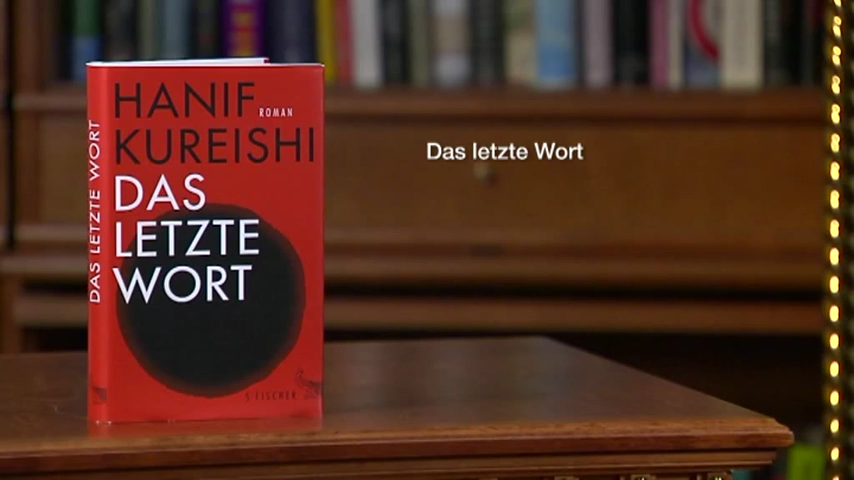 HANIF
ROMAN
KUREISHI
DAS
LETZTE
WORT
S. FISCHER
DAS LETZTE WORT
Das letzte Wort